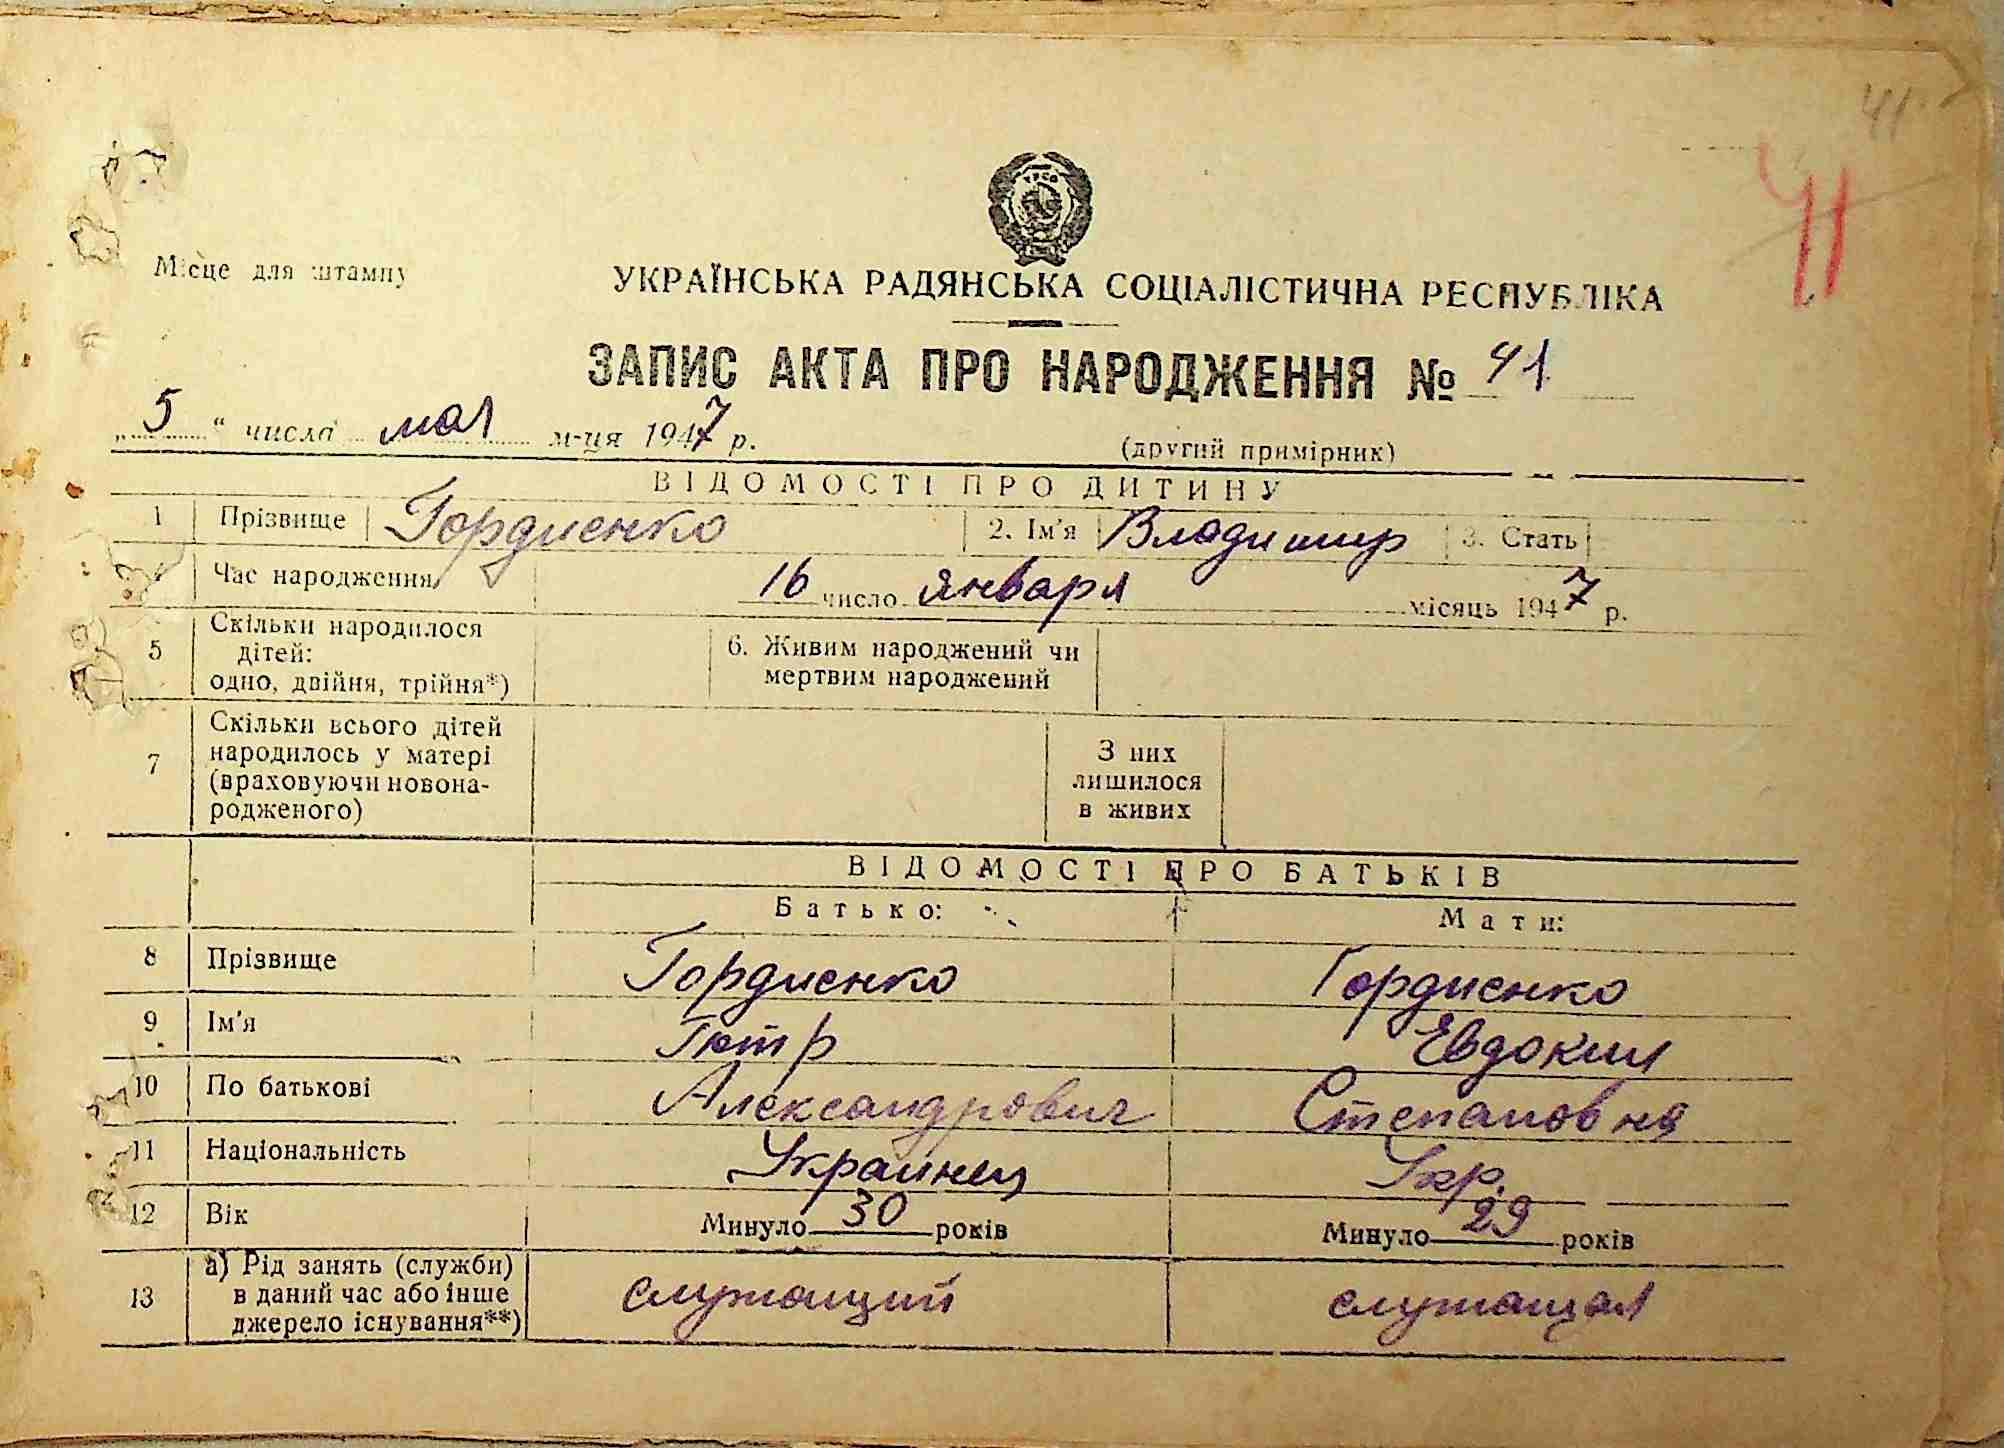 41
41
УРСР
Місце для штампу
УКРАЇНСЬКА РАДЯНСЬКА СОЦІАЛІСТИЧНА РЕСПУБЛІКА
ЗАПИС АКТА ПРО НАРОДЖЕННЯ № 41
„5“ числа мая м-ця 1947 р.
(другий примірник)
ВІДОМОСТІ ПРО ДИТИНУ
1 Прізвище Гордиенко 2. Ім'я Владимир 3. Стать
Час народження 16 число января місяць 1947 р.
5 Скільки народилося дітей: одно, двійня, трійня*) 6. Живим народжений чи мертвим народжений
7 Скільки всього дітей народилось у матері (враховуючи новонародженого) З них лишилося в живих
ВІДОМОСТІ ПРО БАТЬКІВ
Батько: Мати:
8 Прізвище Гордиенко Гордиенко
9 Ім'я Петр Евдокия
10 По батькові Александрович Степановна
11 Національність Украинец Укр.
12 Вік Минуло 30 років Минуло 29 років
13 а) Рід занять (служби) в даний час або інше джерело існування**) служащий служащая